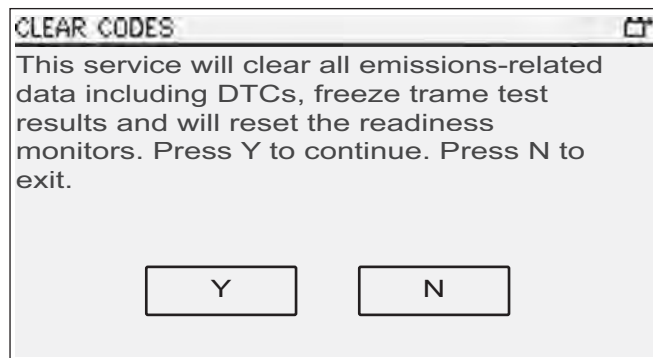 CLEAR CODES
This service will clear all emissions-related
data including DTCs, freeze trame test
results and will reset the readiness
monitors. Press Y to continue. Press N to
exit.
Y N